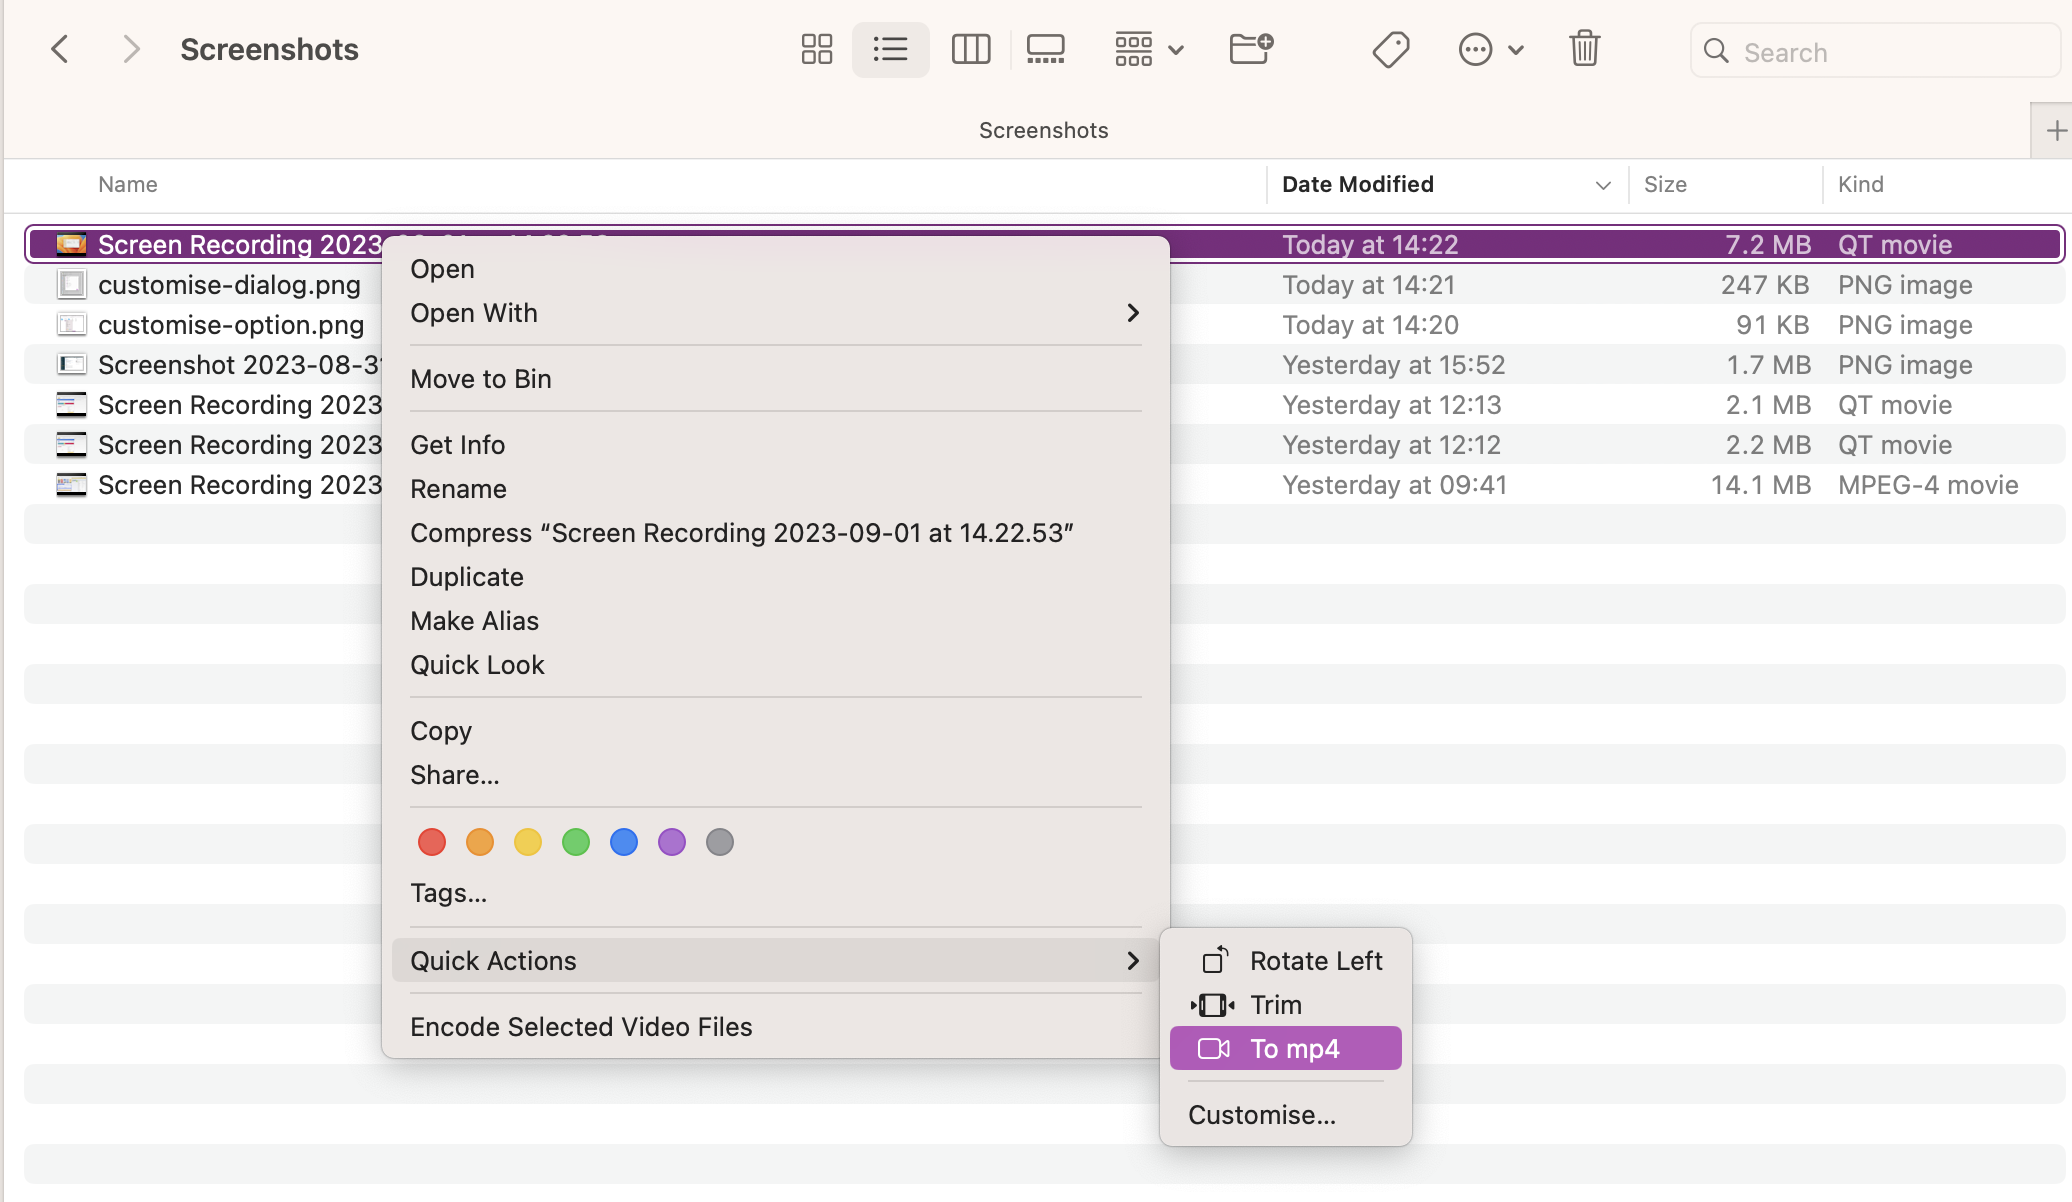 Screenshots
Search
Screenshots
Name Date Modified Size Kind
Screen Recording 2023 Today at 14:22 7.2 MB QT movie
customise-dialog.png Today at 14:21 247 KB PNG image
customise-option.png Today at 14:20 91 KB PNG image
Screenshot 2023-08-31 Yesterday at 15:52 1.7 MB PNG image
Screen Recording 2023 Yesterday at 12:13 2.1 MB QT movie
Screen Recording 2023 Yesterday at 12:12 2.2 MB QT movie
Screen Recording 2023 Yesterday at 09:41 14.1 MB MPEG-4 movie
Open
Open With
Move to Bin
Get Info
Rename
Compress “Screen Recording 2023-09-01 at 14.22.53”
Duplicate
Make Alias
Quick Look
Copy
Share...
Tags...
Quick Actions
Encode Selected Video Files
Rotate Left
Trim
To mp4
Customise...